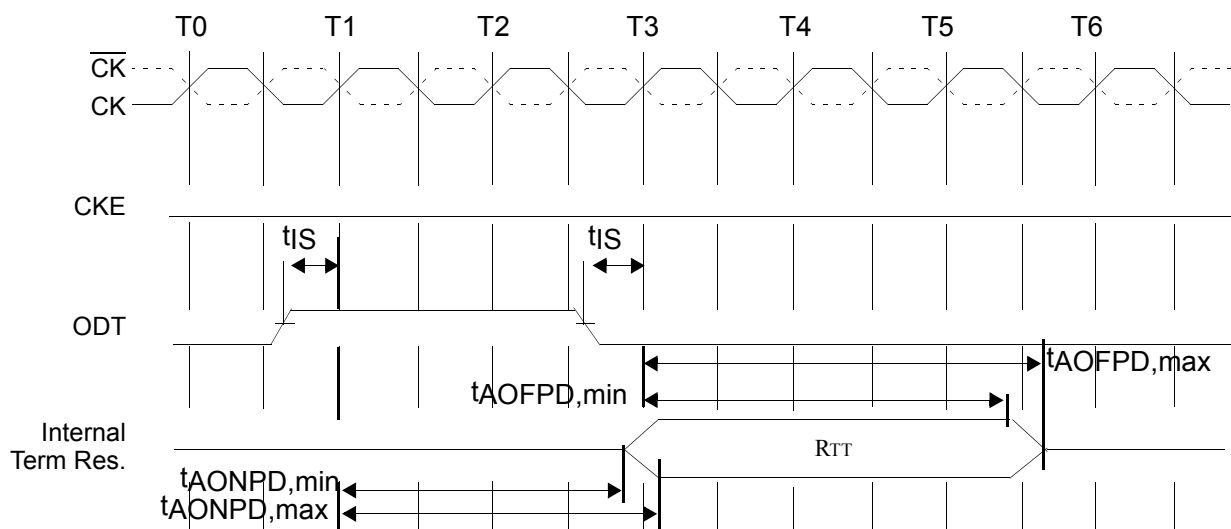 T0 T1 T2 T3 T4 T5 T6
CK
CK
CKE
tIS tIS
ODT
tAOFPD,max
tAOFPD,min
Internal
Term Res.
RTT
tAONPD,min
tAONPD,max